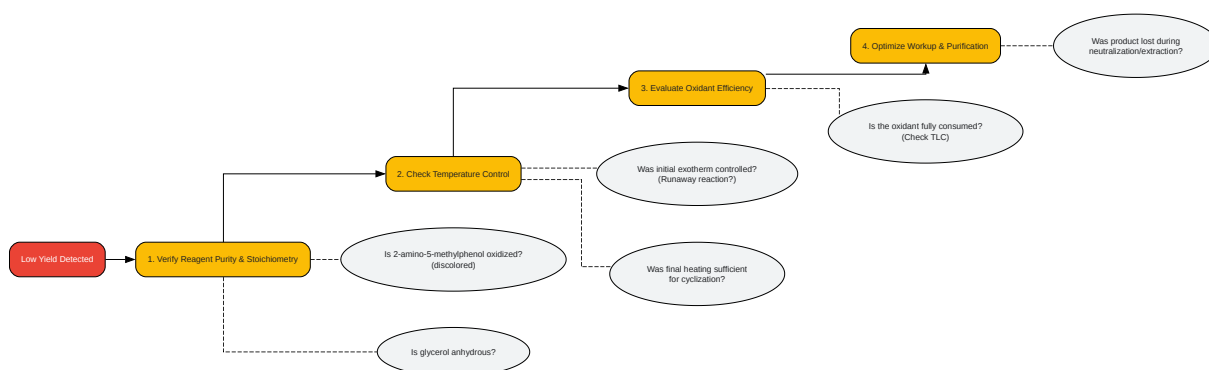 Low Yield Detected
1. Verify Reagent Purity & Stoichiometry
Is 2-amino-5-methylphenol oxidized?
(discolored)
Is glycerol anhydrous?
2. Check Temperature Control
Was initial exotherm controlled?
(Runaway reaction?)
Was final heating sufficient
for cyclization?
3. Evaluate Oxidant Efficiency
Is the oxidant fully consumed?
(Check TLC)
4. Optimize Workup & Purification
Was product lost during
neutralization/extraction?